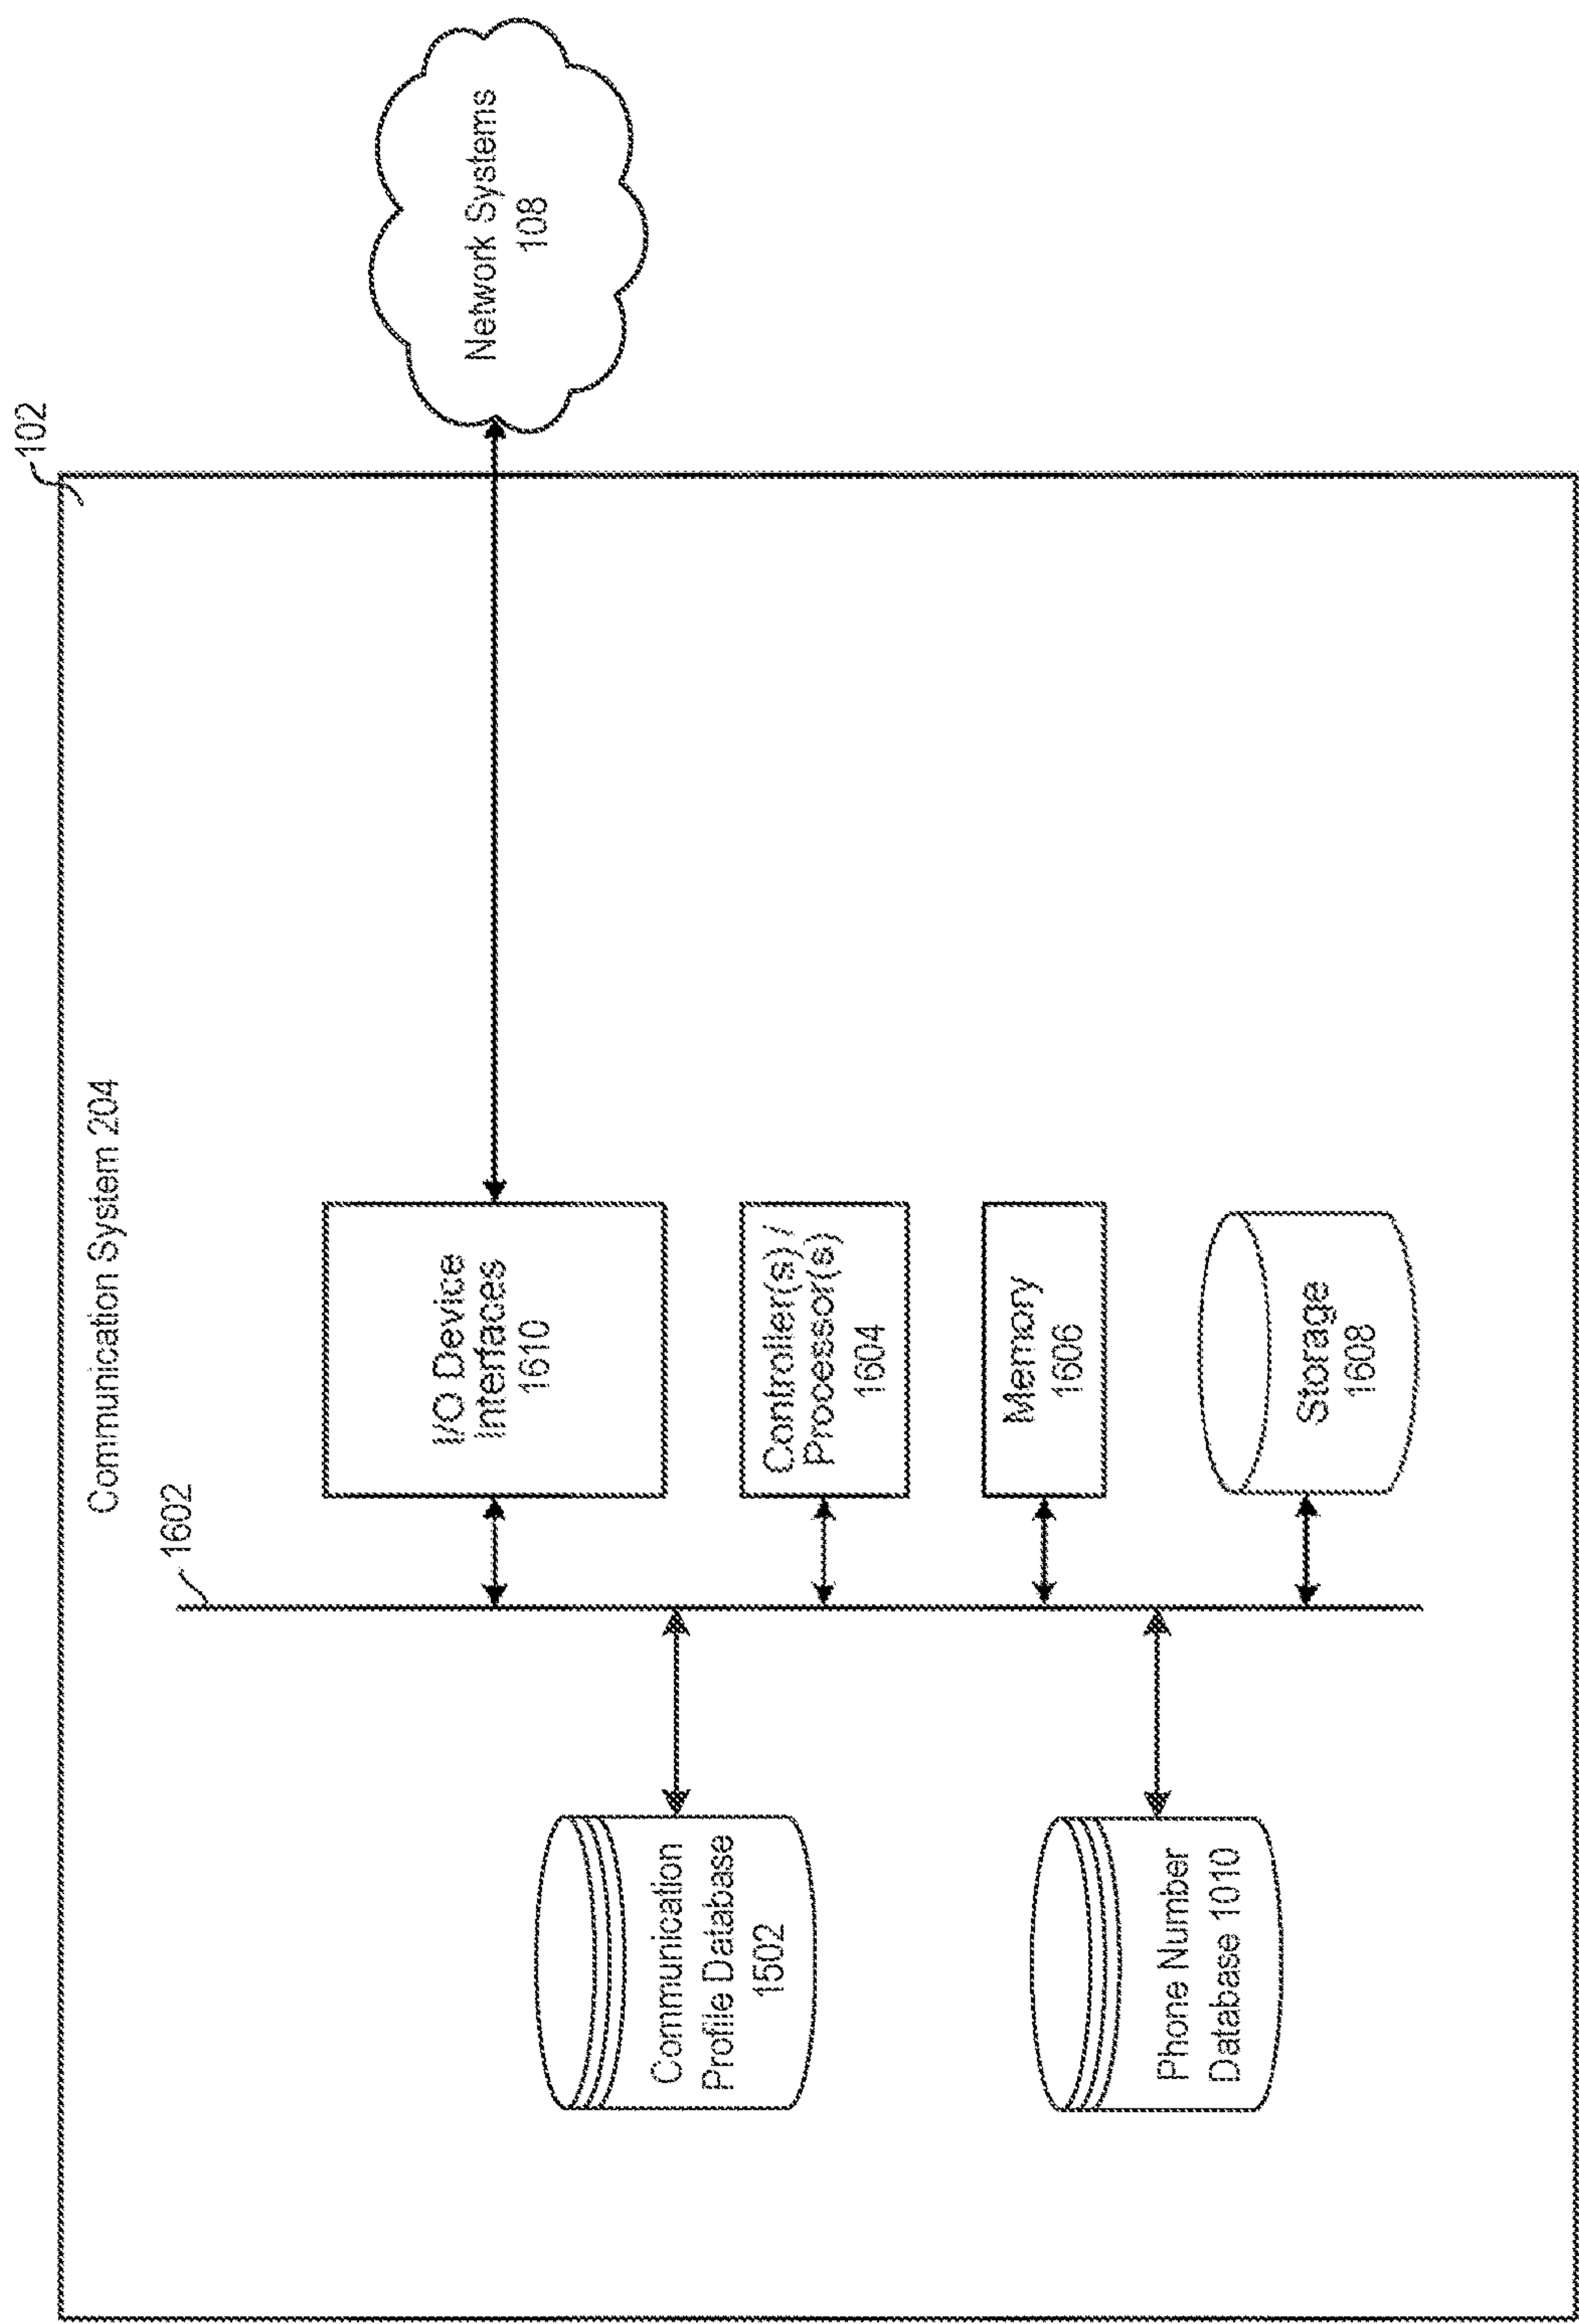 102
Communication System 204
1602
Network Systems
108
I/O Device
Interfaces
1610
Communication
Profile Database
1502
Controller(s) /
Processor(s)
1604
Memory
1606
Phone Number
Database 1010
Storage
1608